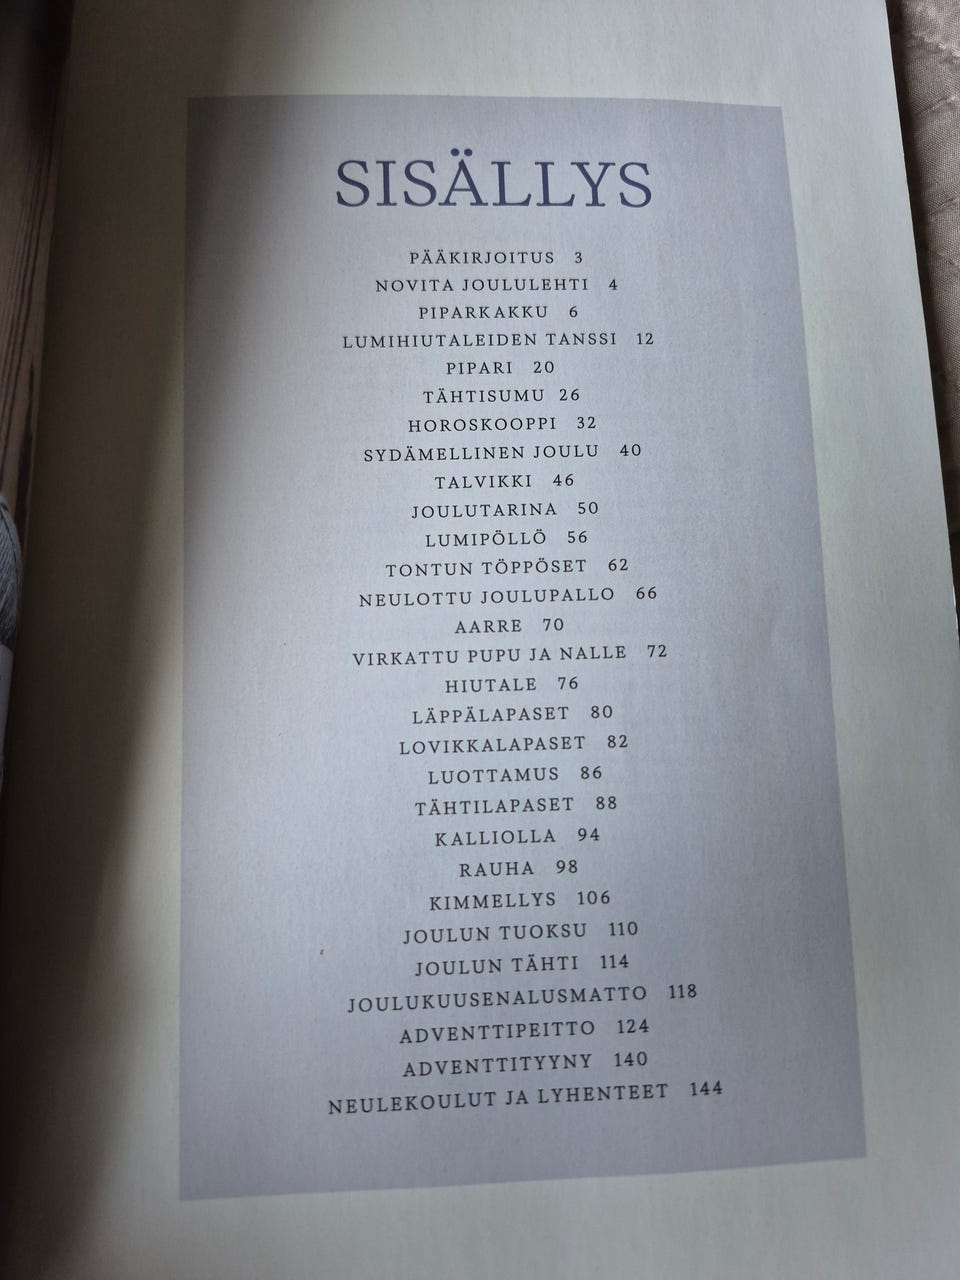 SISÄLLYS
PÄÄKIRJOITUS 3
NOVITA JOULULEHTI 4
PIPARKAKKU 6
LUMIHIUTALEIDEN TANSSI 12
PIPARI 20
TÄHTISUMU 26
HOROSKOOPPI 32
SYDÄMELLINEN JOULU 40
TALVIKKI 46
JOULUTARINA 50
LUMIPÖLLÖ 56
TONTUN TÖPPÖSET 62
NEULOTTU JOULUPALLO 66
AARRE 70
VIRKATTU PUPU JA NALLE 72
HIUTALE 76
LÄPPÄLAPASET 80
LOVIKKALAPASET 82
LUOTTAMUS 86
TÄHTILAPASET 88
KALLIOLLA 94
RAUHA 98
KIMMELLYS 106
JOULUN TUOKSU 110
JOULUN TÄHTI 114
JOULUKUUSENALUSMATTO 118
ADVENTTIPEITTO 124
ADVENTTITYYNY 140
NEULEKOULUT JA LYHENTEET 144